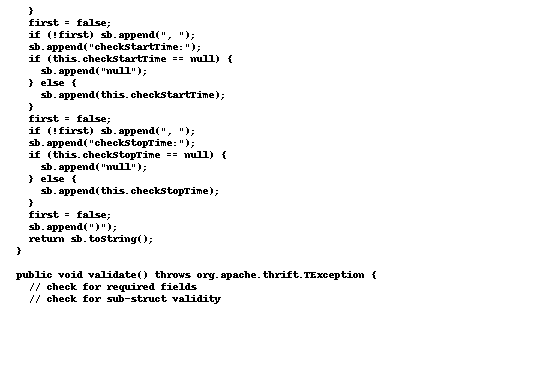 }
first = false;
if (!first) sb.append(", ");
sb.append("checkStartTime:");
if (this.checkStartTime == null) {
sb.append("null");
} else {
sb.append(this.checkStartTime);
}
first = false;
if (!first) sb.append(", ");
sb.append("checkStopTime:");
if (this.checkStopTime == null) {
sb.append("null");
} else {
sb.append(this.checkStopTime);
}
first = false;
sb.append(")");
return sb.toString();
}
public void validate() throws org.apache.thrift.TException {
// check for required fields
// check for sub-struct validity